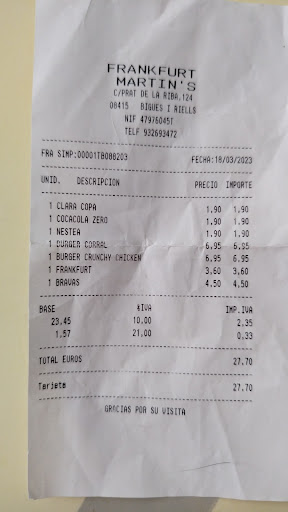 FRANKFURT
MARTIN'S
C/PRAT DE LA RIBA,124
08415 BIGUES I RIELLS
NIF 47976045T
TELF 932693472
FRA SIMP:00001TB088203 FECHA:18/03/2023
UNID. DESCRIPCION PRECIO IMPORTE
1 CLARA COPA 1,90 1,90
1 COCACOLA ZERO 1,90 1,90
1 NESTEA 1,90 1,90
1 BURGER CORRAL 6,95 6,95
1 BURGER CRUNCHY CHICKEN 6,95 6,95
1 FRANKFURT 3,60 3,60
1 BRAVAS 4,50 4,50
BASE %IVA IMP.IVA
23,45 10,00 2,35
1,57 21,00 0,33
TOTAL EUROS 27,70
Tarjeta 27,70
GRACIAS POR SU VISITA